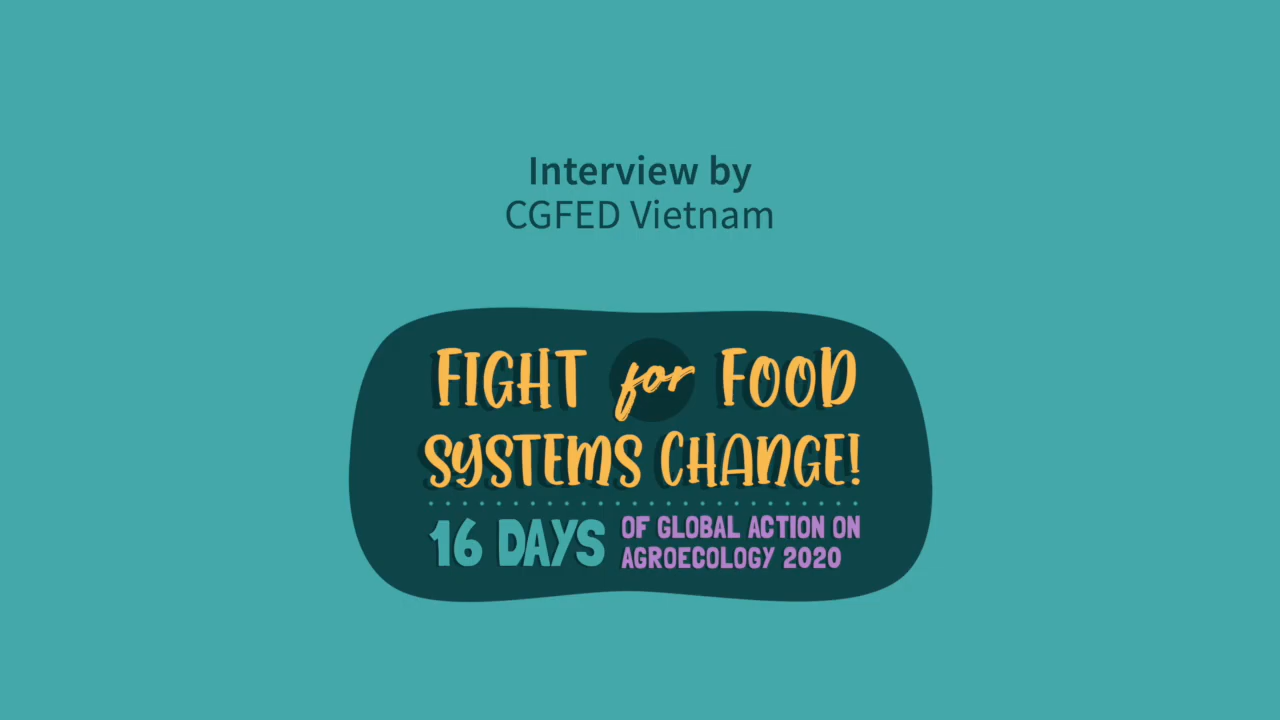 Interview by
CGFED Vietnam
FIGHT for FOOD
SYSTEMS CHANGE!
16 DAYS
OF GLOBAL ACTION ON
AGROECOLOGY 2020